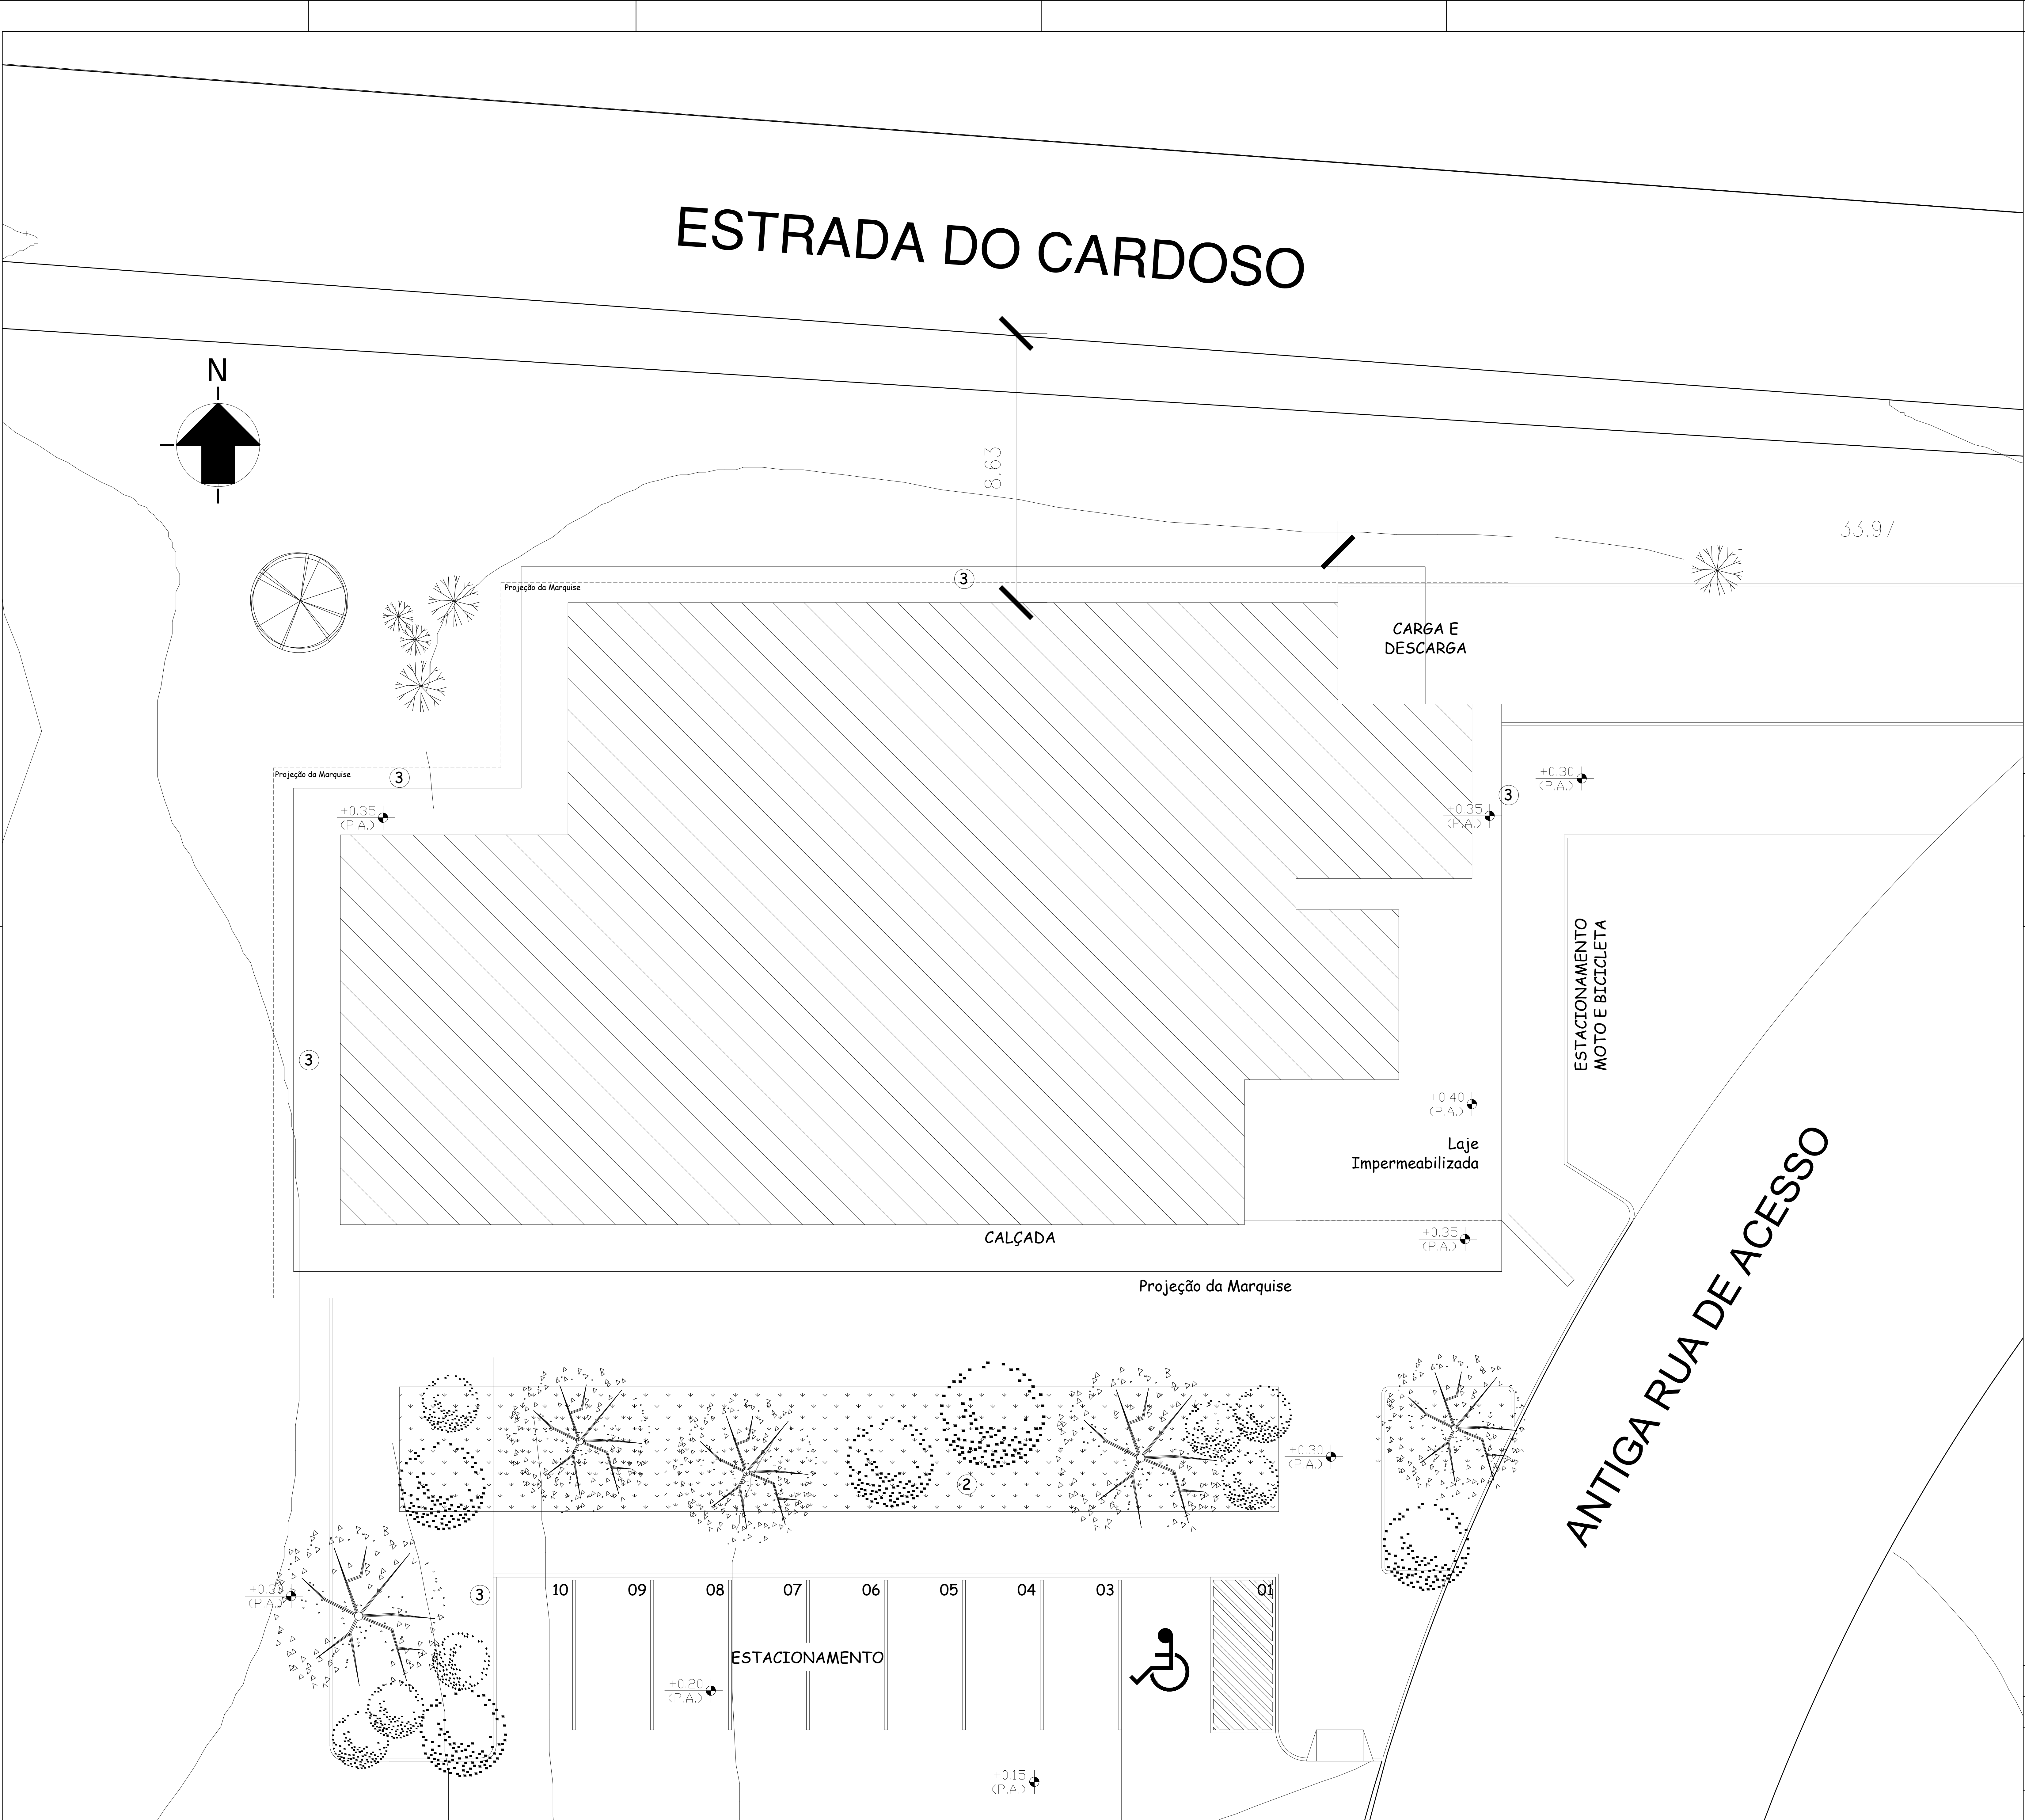 ESTRADA DO CARDOSO
N
8.63
33.97
3
Projeção da Marquise
CARGA E
DESCARGA
Projeção da Marquise
3
+0.30
(P.A.)
3
+0.35
(P.A.)
+0.35
(P.A.)
ESTACIONAMENTO
MOTO E BICICLETA
3
+0.40
(P.A.)
Laje
Impermeabilizada
CALÇADA
+0.35
(P.A.)
Projeção da Marquise
ANTIGA RUA DE ACESSO
+0.30
(P.A.)
2
(P.A.)
3
10 09 08 07 06 05 04 03 01
ESTACIONAMENTO
+0.20
(P.A.)
+0.15
(P.A.)